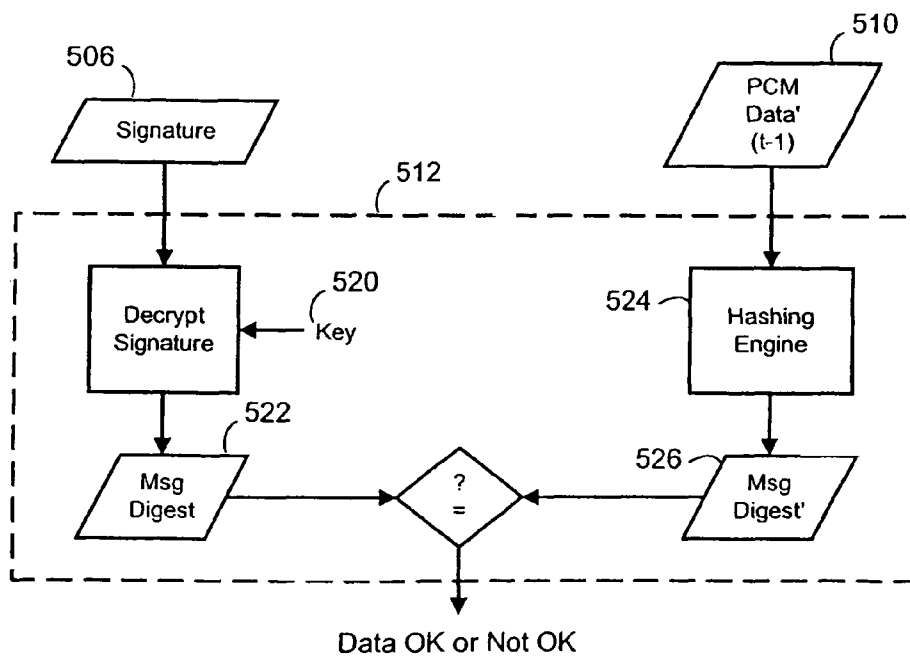 506
Signature
510
PCM
Data'
(t-1)
512
Decrypt
Signature
520
Key
524
Hashing
Engine
522
Msg
Digest
?
=
526
Msg
Digest'
Data OK or Not OK